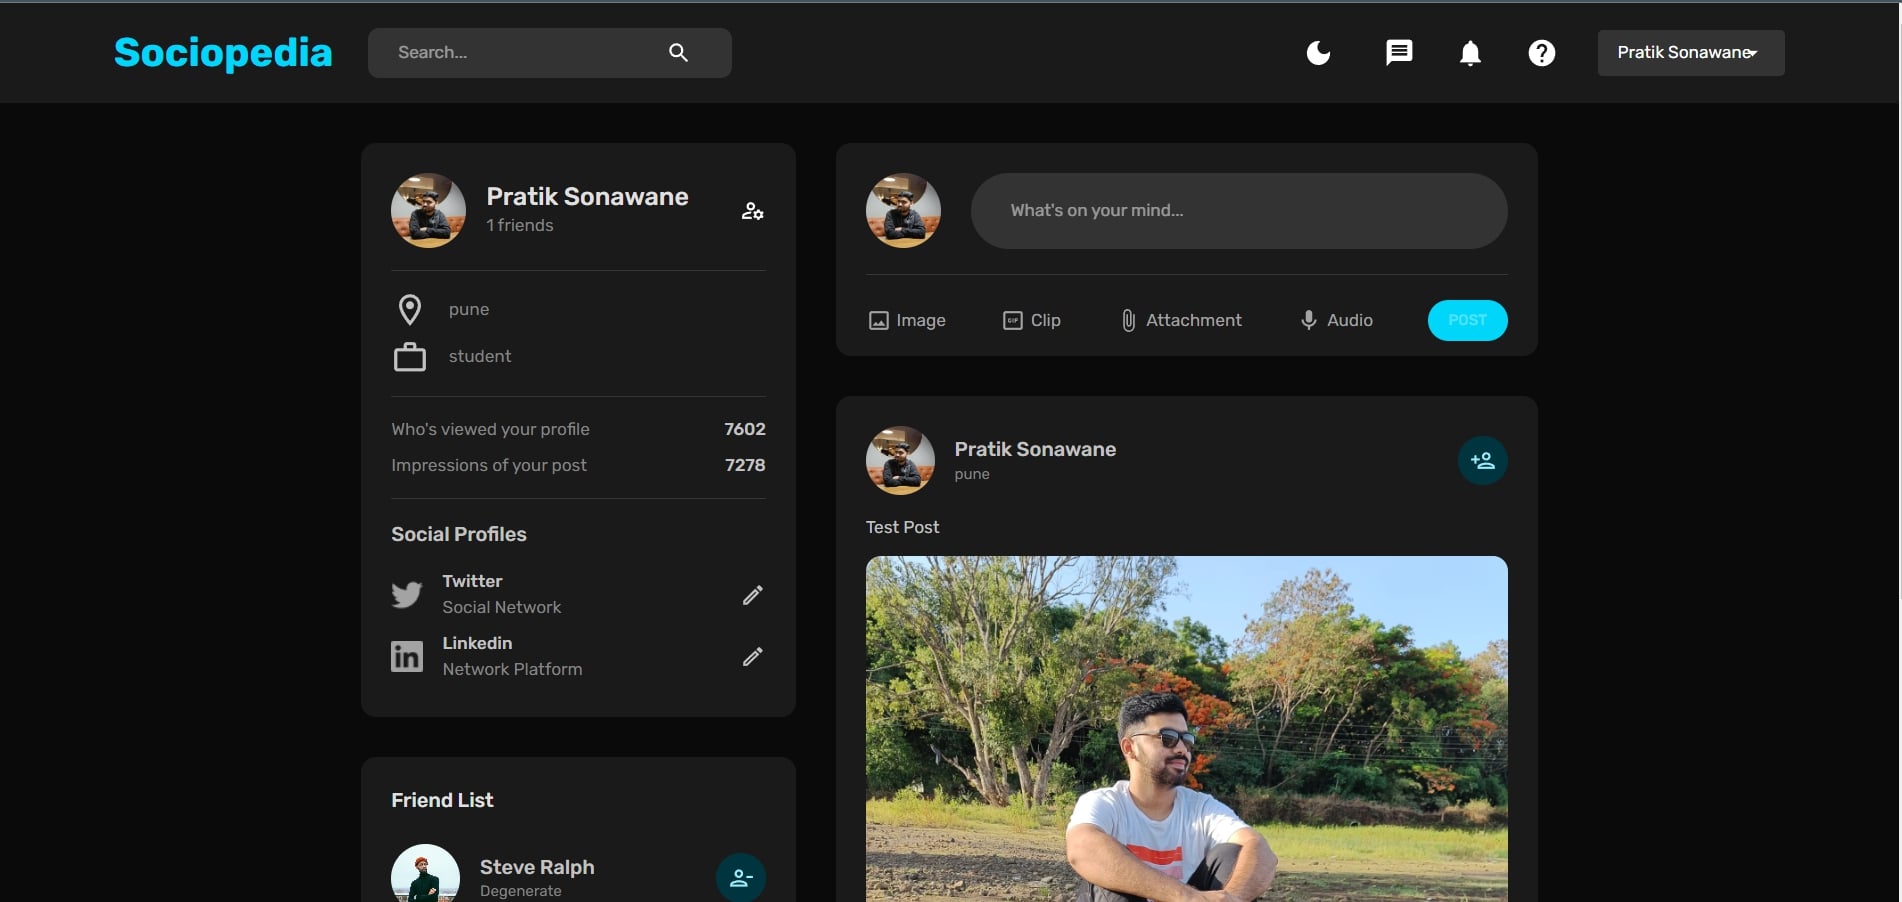 Sociopedia
Search...
Pratik Sonawane
Pratik Sonawane
1 friends
pune
student
Who's viewed your profile 7602
Impressions of your post 7278
Social Profiles
Twitter
Social Network
Linkedin
Network Platform
Friend List
Steve Ralph
Degenerate
What's on your mind...
Image
GIF Clip
Attachment
Audio
POST
Pratik Sonawane
pune
Test Post